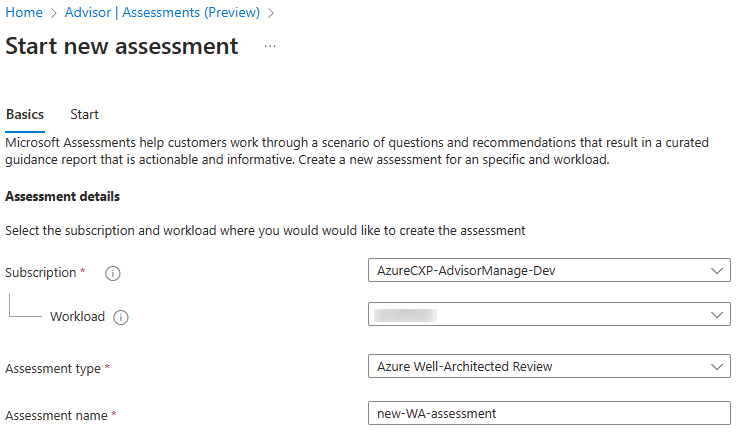 Home > Advisor | Assessments (Preview) >
Start new assessment ...
Basics Start
Microsoft Assessments help customers work through a scenario of questions and recommendations that result in a curated
guidance report that is actionable and informative. Create a new assessment for an specific and workload.
Assessment details
Select the subscription and workload where you would would like to create the assessment
Subscription * AzureCXP-AdvisorManage-Dev
Workload
Assessment type * Azure Well-Architected Review
Assessment name * new-WA-assessment